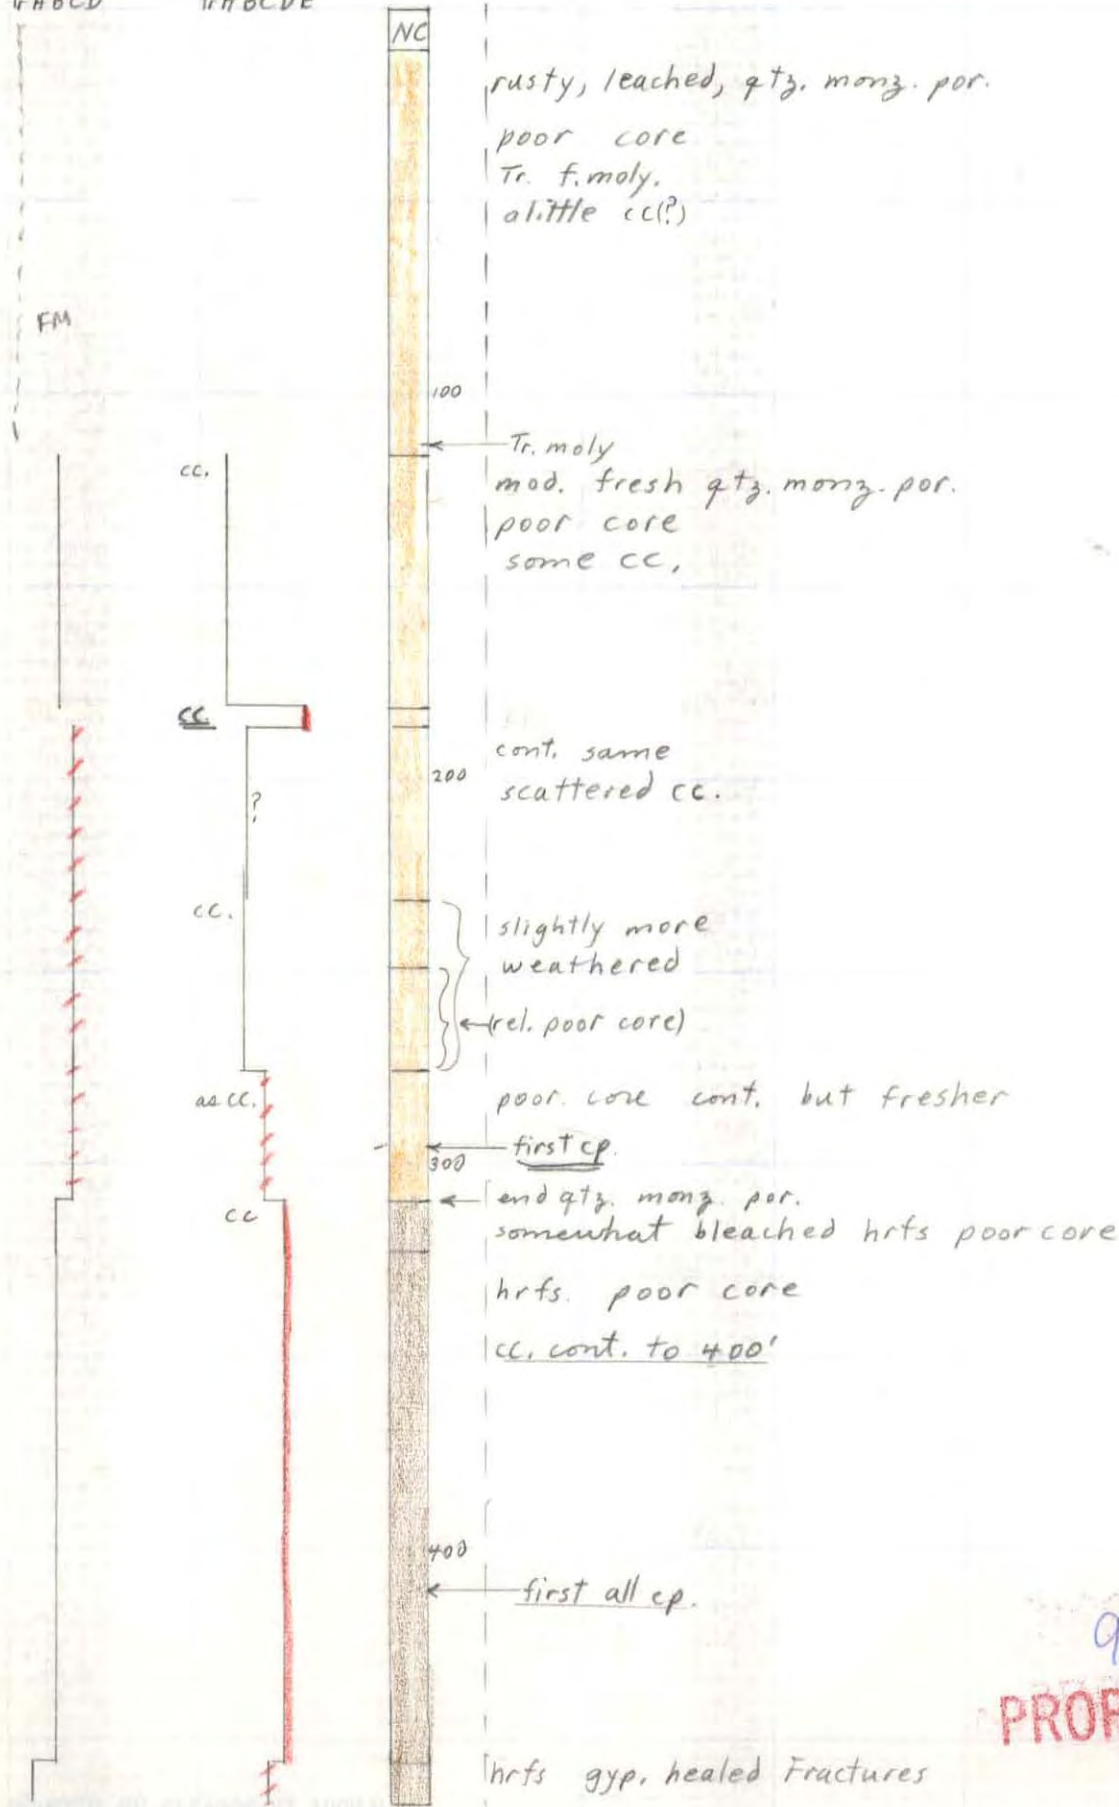 TrABCD TrABCDE
NC
rusty, leached, qtz. monz. por.
poor core
Tr. f. moly.
a little cc(?)
FM
100
Tr. moly
cc.
mod. fresh qtz. monz. por.
poor core
some cc,
cc.
cont. same
200
scattered cc.
?
cc.
slightly more
weathered
(rel. poor core)
as cc.
poor. core cont. but fresher
first cp.
300
end qtz. monz. por.
cc
somewhat bleached hrfs poor core
hrfs. poor core
cc. cont. to 400'
400
first all cp.
9
PROP
hrfs gyp. healed Fractures